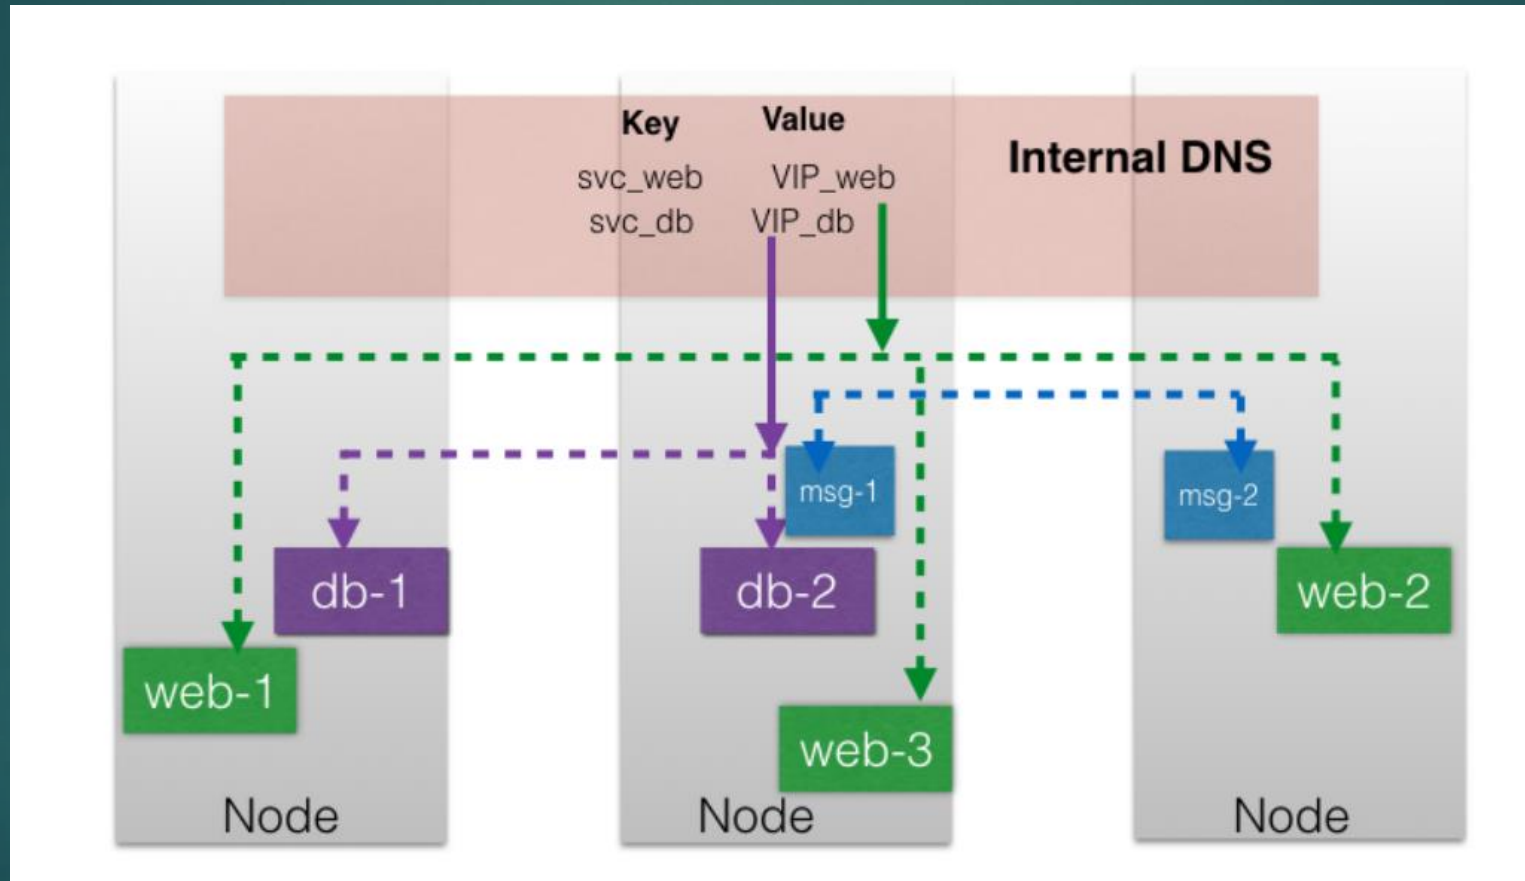 Key Value
Internal DNS
svc_web VIP_web
svc_db VIP_db
msg-1
msg-2
db-1
db-2
web-2
web-1
web-3
Node
Node
Node